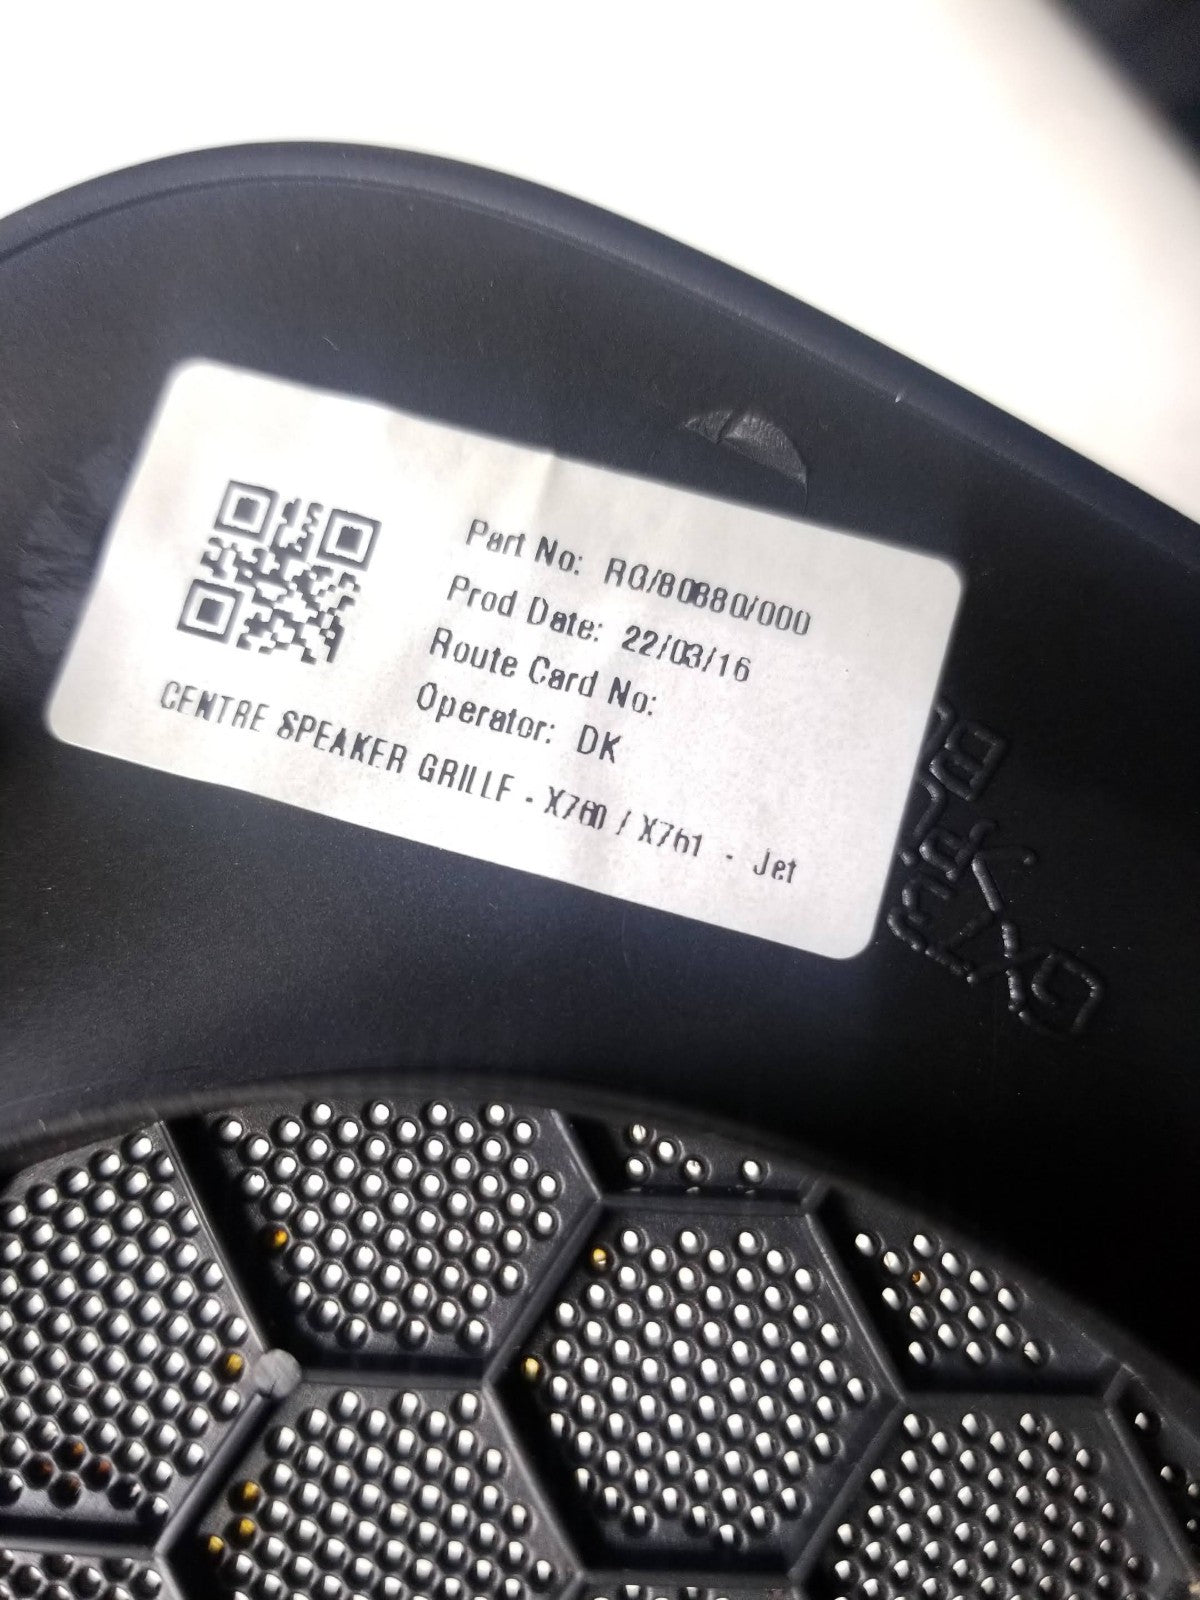 Part No: RG/80880/000
Prod Date: 22/03/16
Route Card No:
Operator: DK
CENTRE SPEAKER GRILLE - X760 / X761 - Jet
GX73